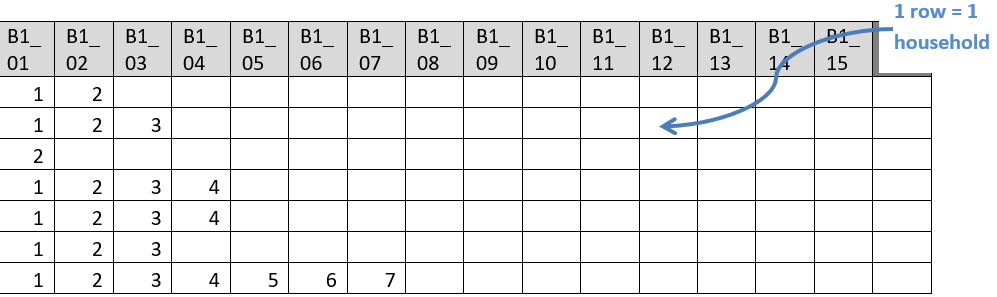 1 row = 1
household
B1_01 B1_02 B1_03 B1_04 B1_05 B1_06 B1_07 B1_08 B1_09 B1_10 B1_11 B1_12 B1_13 B1_14 B1_15
1 2
1 2 3
2
1 2 3 4
1 2 3 4
1 2 3
1 2 3 4 5 6 7